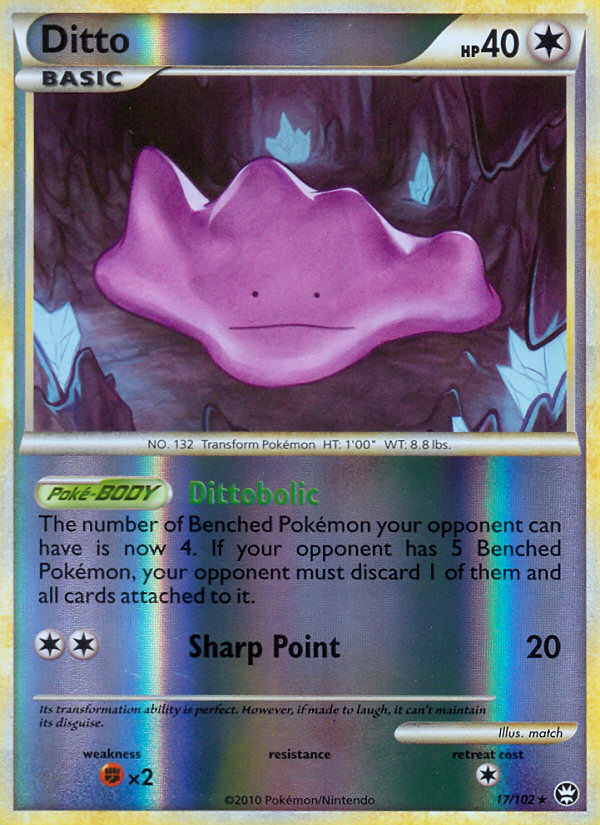 Ditto
HP 40
BASIC
NO. 132 Transform Pokémon HT: 1'00" WT: 8.8 lbs.
Poké-BODY Dittobolic
The number of Benched Pokémon your opponent can
have is now 4. If your opponent has 5 Benched
Pokémon, your opponent must discard 1 of them and
all cards attached to it.
Sharp Point 20
Its transformation ability is perfect. However, if made to laugh, it can't maintain
its disguise.
Illus. match
weakness resistance retreat cost
×2
©2010 Pokémon/Nintendo 17/102 ★